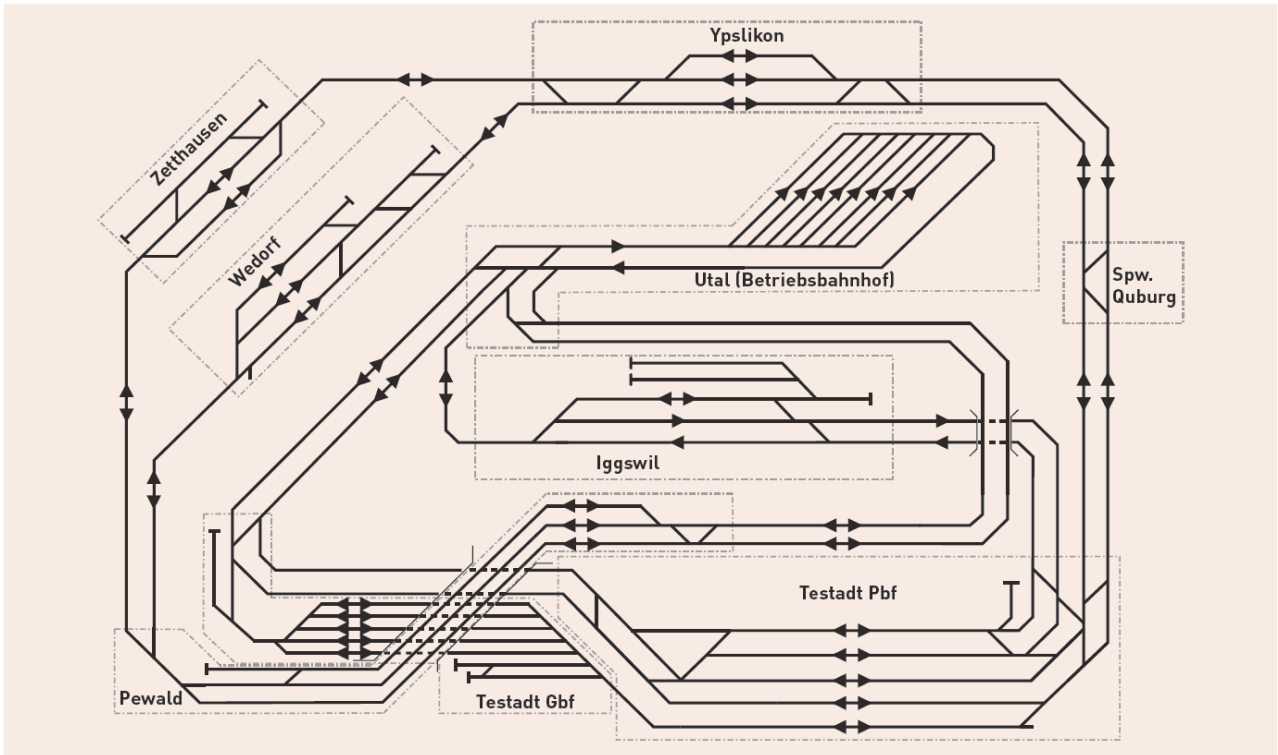 Ypslikon
Zetthausen
Wedorf
Utal (Betriebsbahnhof)
Spw.
Quburg
Iggswil
Testadt Pbf
Pewald
Testadt Gbf